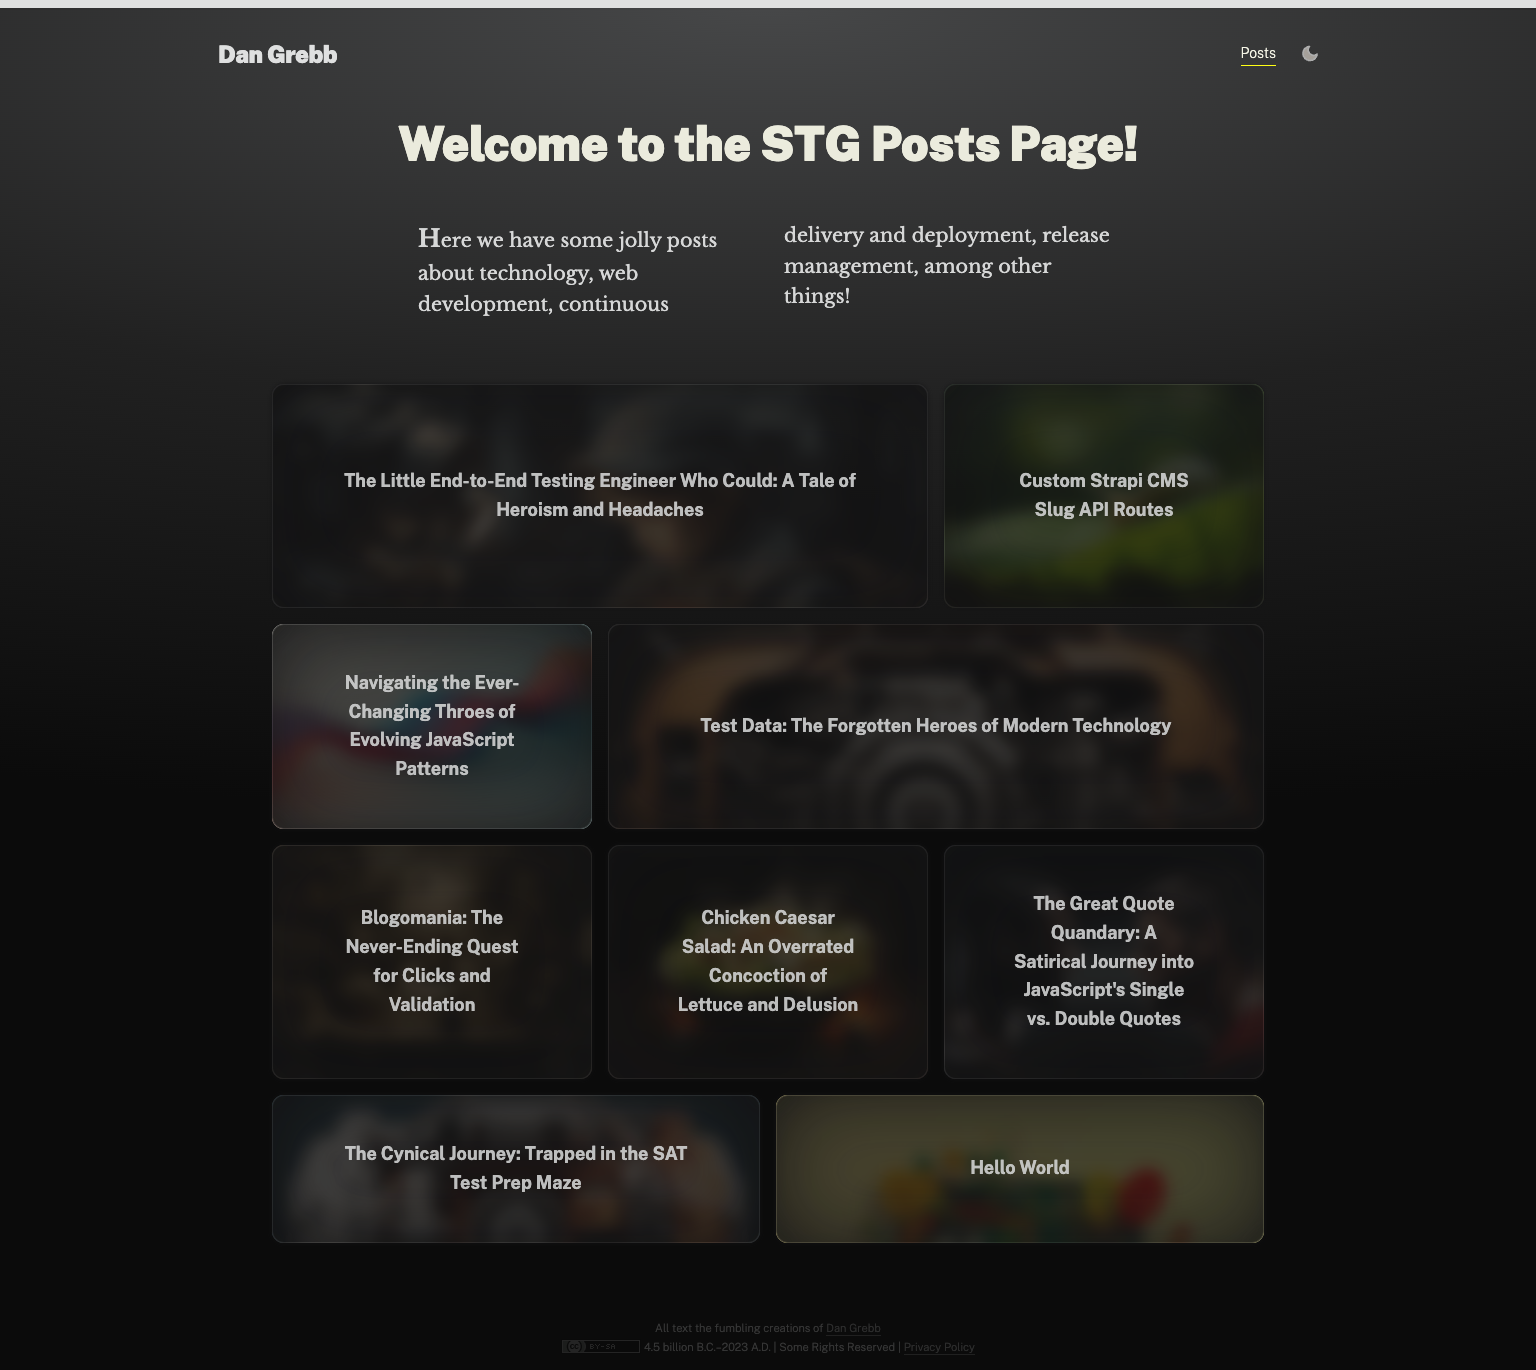 Dan Grebb
Posts
Welcome to the STG Posts Page!
Here we have some jolly posts
about technology, web
development, continuous
delivery and deployment, release
management, among other
things!
The Little End-to-End Testing Engineer Who Could: A Tale of
Heroism and Headaches
Custom Strapi CMS
Slug API Routes
Navigating the Ever-
Changing Throes of
Evolving JavaScript
Patterns
Test Data: The Forgotten Heroes of Modern Technology
Blogomania: The
Never-Ending Quest
for Clicks and
Validation
Chicken Caesar
Salad: An Overrated
Concoction of
Lettuce and Delusion
The Great Quote
Quandary: A
Satirical Journey into
JavaScript's Single
vs. Double Quotes
The Cynical Journey: Trapped in the SAT
Test Prep Maze
Hello World
All text the fumbling creations of Dan Grebb
CC BY-SA 4.5 billion B.C.–2023 A.D. | Some Rights Reserved | Privacy Policy